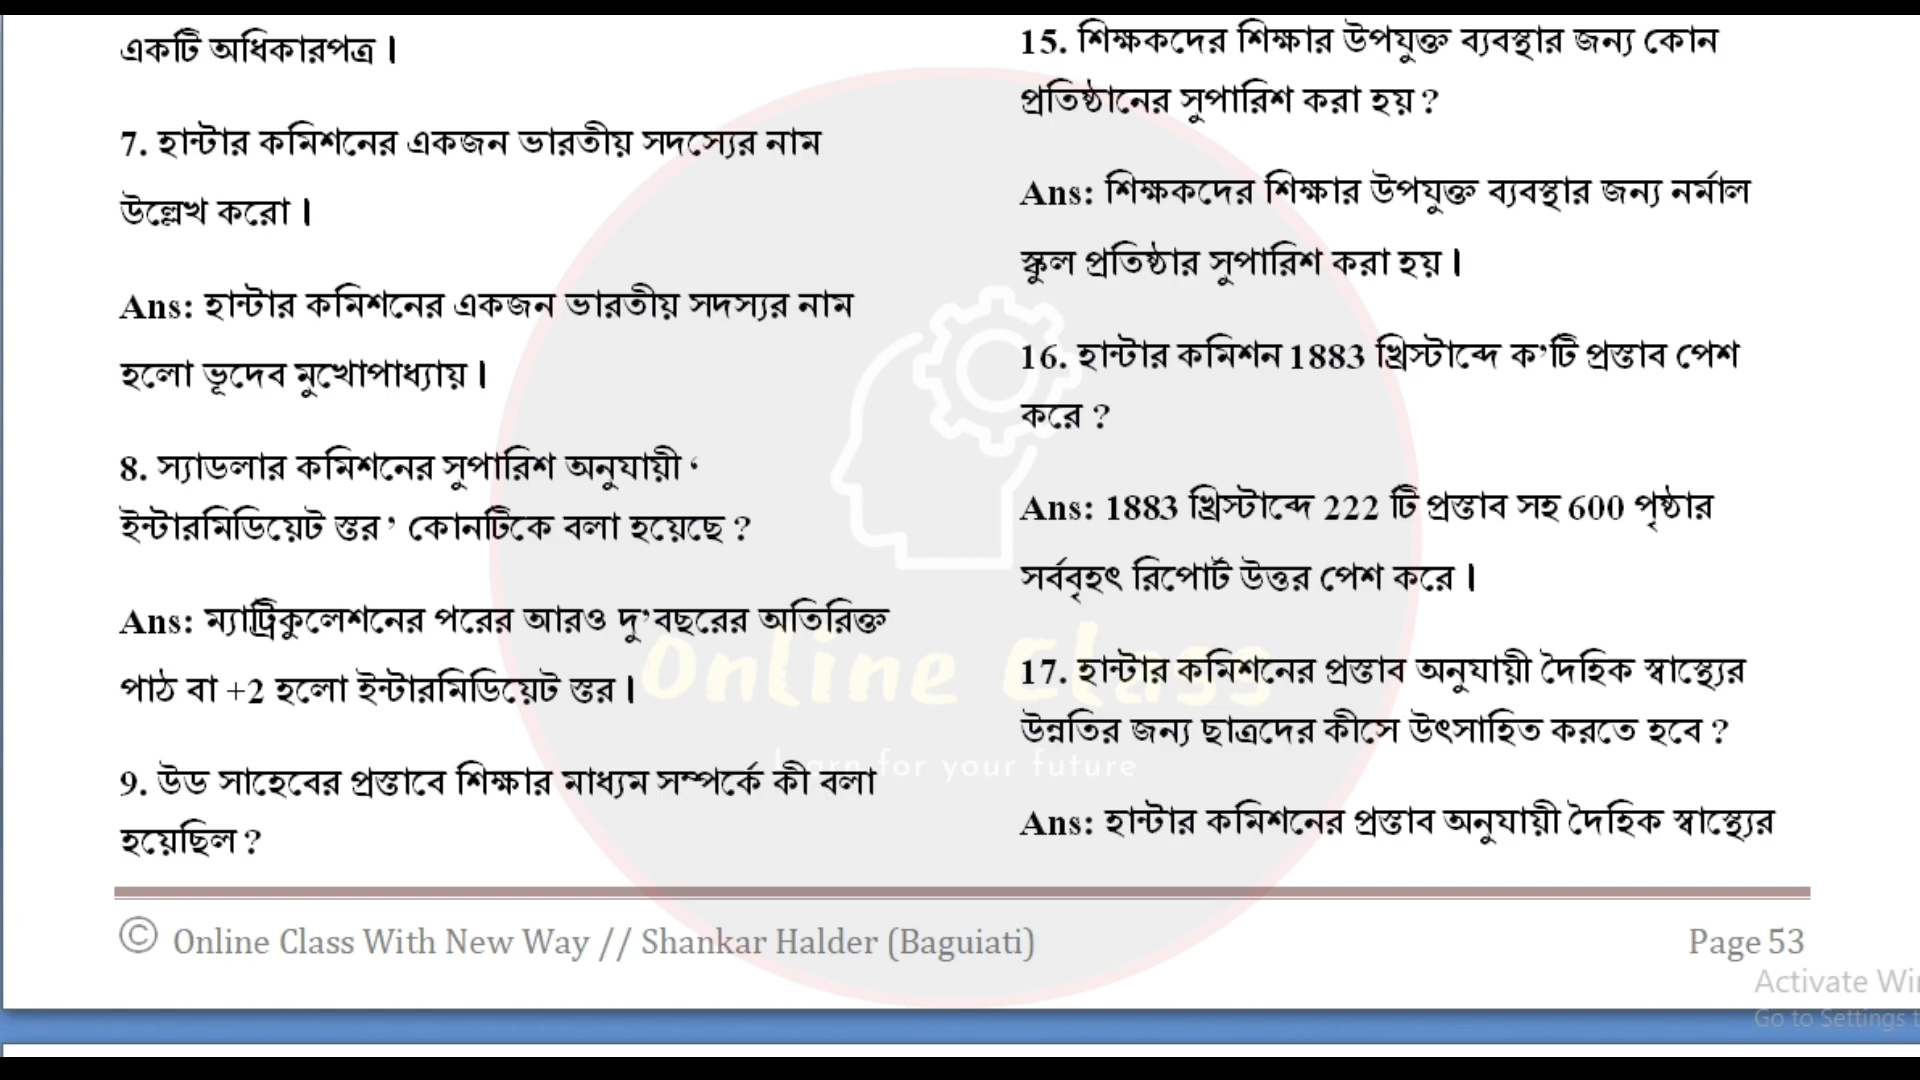 একটি অধিকারপত্র।
7. হান্টার কমিশনের একজন ভারতীয় সদস্যের নাম
উল্লেখ করো।
Ans: হান্টার কমিশনের একজন ভারতীয় সদস্যর নাম
হলো ভূদেব মুখোপাধ্যায়।
8. স্যাডলার কমিশনের সুপারিশ অনুযায়ী ‘
ইন্টারমিডিয়েট স্তর’ কোনটিকে বলা হয়েছে ?
Ans: ম্যাট্রিকুলেশনের পরের আরও দু’বছরের অতিরিক্ত
পাঠ বা +2 হলো ইন্টারমিডিয়েট স্তর।
9. উড সাহেবের প্রস্তাবে শিক্ষার মাধ্যম সম্পর্কে কী বলা
হয়েছিল ?
15. শিক্ষকদের শিক্ষার উপযুক্ত ব্যবস্থার জন্য কোন
প্রতিষ্ঠানের সুপারিশ করা হয় ?
Ans: শিক্ষকদের শিক্ষার উপযুক্ত ব্যবস্থার জন্য নর্মাল
স্কুল প্রতিষ্ঠার সুপারিশ করা হয়।
16. হান্টার কমিশন 1883 খ্রিস্টাব্দে ক’টি প্রস্তাব পেশ
করে ?
Ans: 1883 খ্রিস্টাব্দে 222 টি প্রস্তাব সহ 600 পৃষ্ঠার
সর্ববৃহৎ রিপোর্ট উত্তর পেশ করে।
17. হান্টার কমিশনের প্রস্তাব অনুযায়ী দৈহিক স্বাস্থ্যের
উন্নতির জন্য ছাত্রদের কীসে উৎসাহিত করতে হবে ?
Ans: হান্টার কমিশনের প্রস্তাব অনুযায়ী দৈহিক স্বাস্থ্যের
Online Class
learn for your future
© Online Class With New Way // Shankar Halder (Baguiati)
Page 53
Activate Wi
Go to Settings t